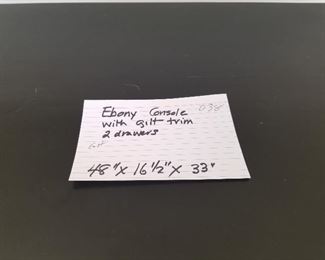 Ebony Console 038
with gilt trim
2 drawers
48" x 16 1/2" x 33"